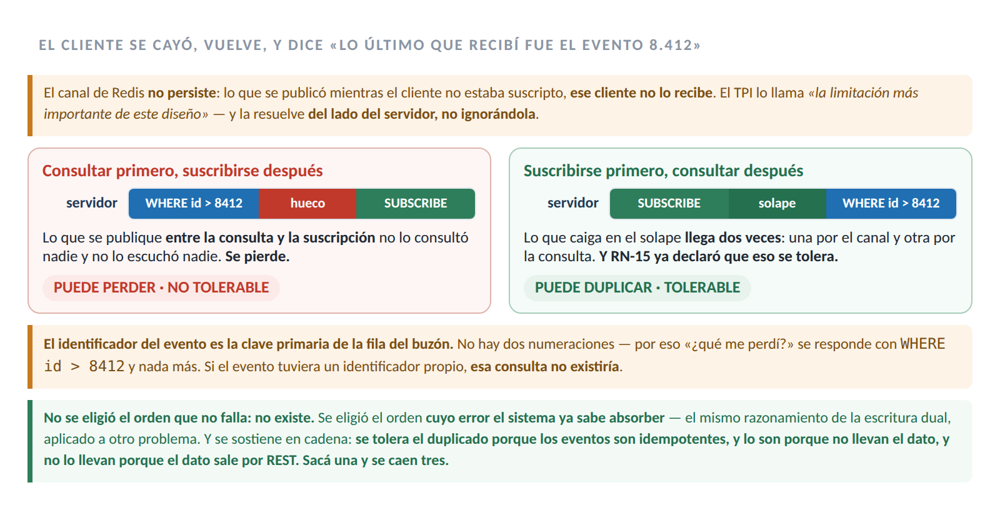 EL CLIENTE SE CAYÓ, VUELVE, Y DICE «LO ÚLTIMO QUE RECIBÍ FUE EL EVENTO 8.412»
El canal de Redis no persiste: lo que se publicó mientras el cliente no estaba suscripto, ese cliente no lo recibe. El TPI lo llama «la limitación más
importante de este diseño» — y la resuelve del lado del servidor, no ignorándola.
Consultar primero, suscribirse después
servidor WHERE id > 8412 hueco SUBSCRIBE
Lo que se publique entre la consulta y la suscripción no lo consultó
nadie y no lo escuchó nadie. Se pierde.
PUEDE PERDER · NO TOLERABLE
Suscribirse primero, consultar después
servidor SUBSCRIBE solape WHERE id > 8412
Lo que caiga en el solape llega dos veces: una por el canal y otra por
la consulta. Y RN-15 ya declaró que eso se tolera.
PUEDE DUPLICAR · TOLERABLE
El identificador del evento es la clave primaria de la fila del buzón. No hay dos numeraciones — por eso «¿qué me perdí?» se responde con WHERE
id > 8412 y nada más. Si el evento tuviera un identificador propio, esa consulta no existiría.
No se eligió el orden que no falla: no existe. Se eligió el orden cuyo error el sistema ya sabe absorber — el mismo razonamiento de la escritura dual,
aplicado a otro problema. Y se sostiene en cadena: se tolera el duplicado porque los eventos son idempotentes, y lo son porque no llevan el dato, y
no lo llevan porque el dato sale por REST. Sacá una y se caen tres.